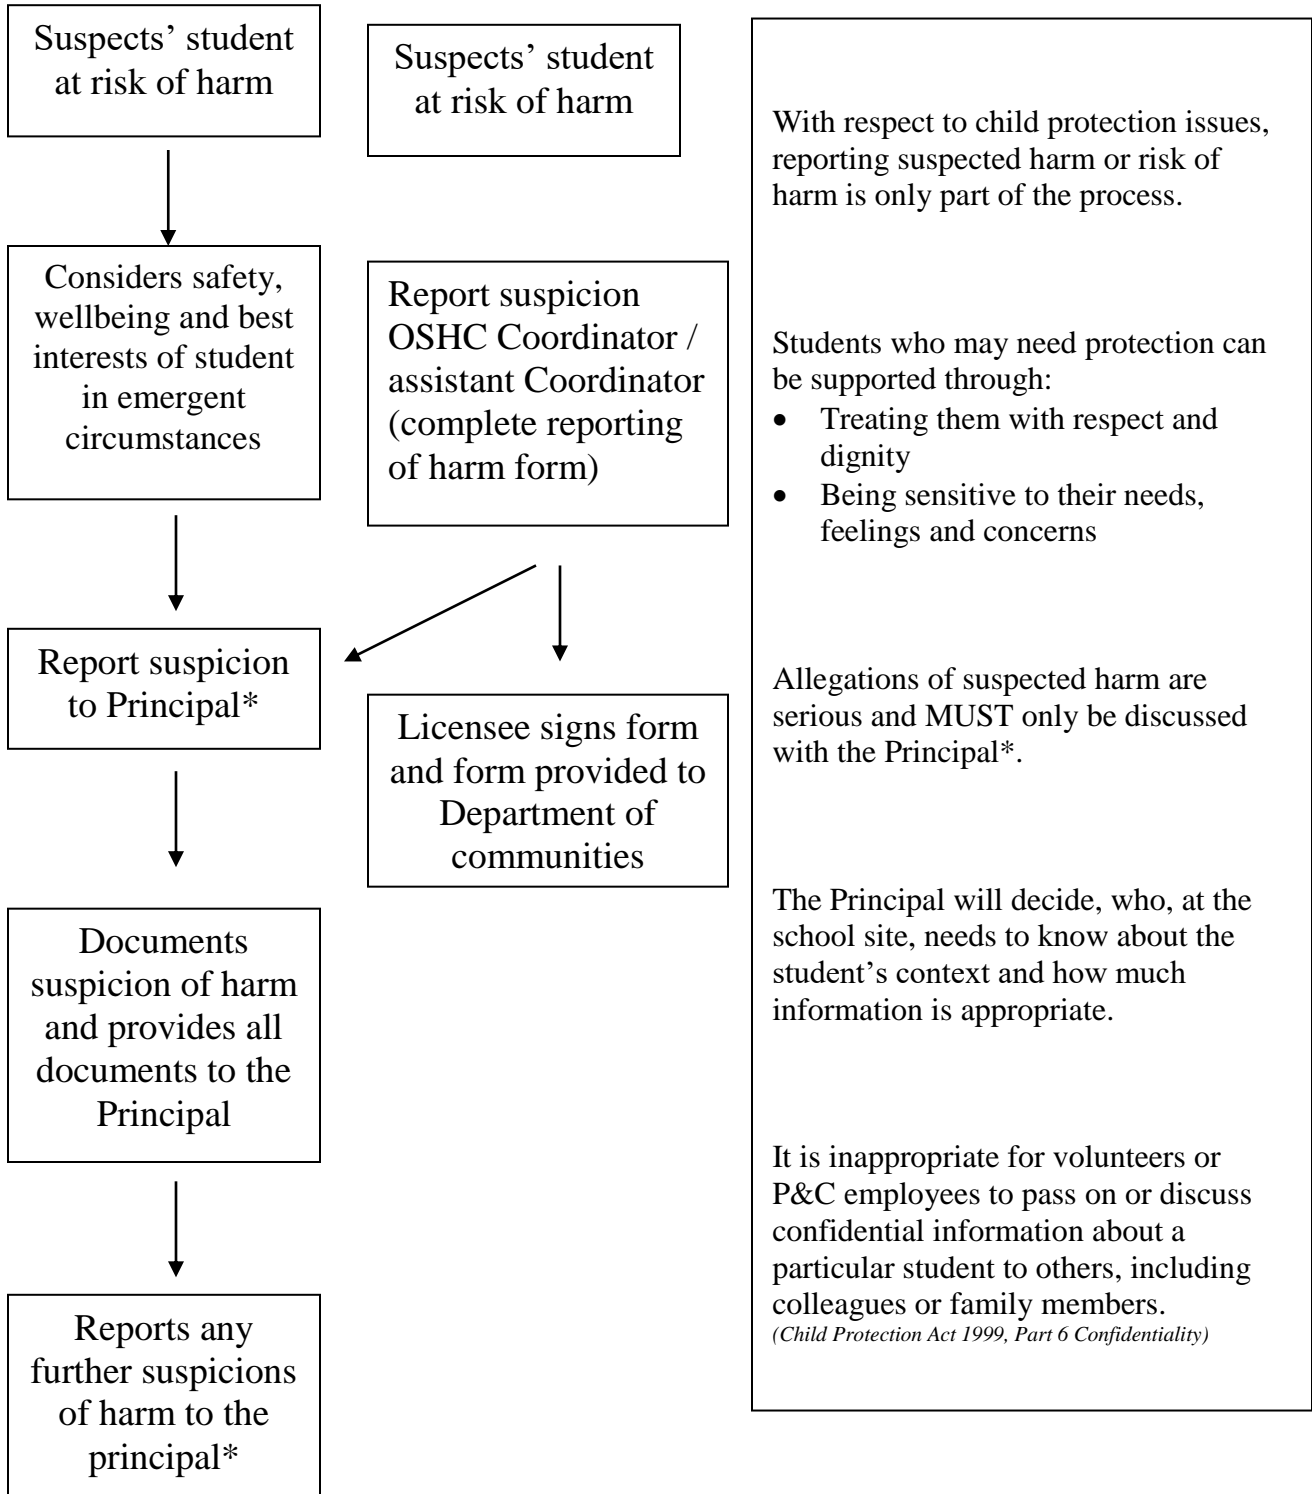 Suspects’ student
at risk of harm
Considers safety,
wellbeing and best
interests of student
in emergent
circumstances
Report suspicion
to Principal*
Documents
suspicion of harm
and provides all
documents to the
Principal
Reports any
further suspicions
of harm to the
principal*
Suspects’ student
at risk of harm
Report suspicion
OSHC Coordinator /
assistant Coordinator
(complete reporting
of harm form)
Licensee signs form
and form provided to
Department of
communities
With respect to child protection issues,
reporting suspected harm or risk of
harm is only part of the process.
Students who may need protection can
be supported through:
• Treating them with respect and
dignity
• Being sensitive to their needs,
feelings and concerns
Allegations of suspected harm are
serious and MUST only be discussed
with the Principal*.
The Principal will decide, who, at the
school site, needs to know about the
student’s context and how much
information is appropriate.
It is inappropriate for volunteers or
P&C employees to pass on or discuss
confidential information about a
particular student to others, including
colleagues or family members.
(Child Protection Act 1999, Part 6 Confidentiality)